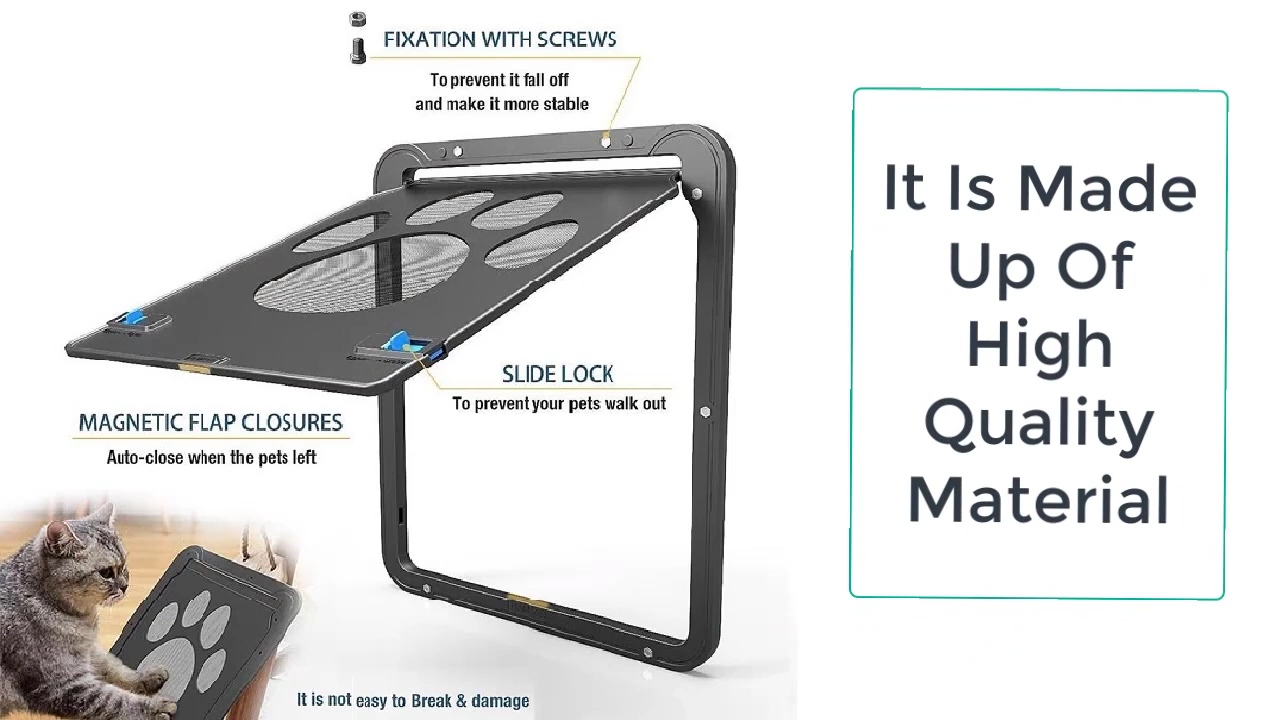 FIXATION WITH SCREWS
To prevent it fall off
and make it more stable
SLIDE LOCK
To prevent your pets walk out
MAGNETIC FLAP CLOSURES
Auto-close when the pets left
It is not easy to Break & damage
It Is Made
Up Of
High
Quality
Material